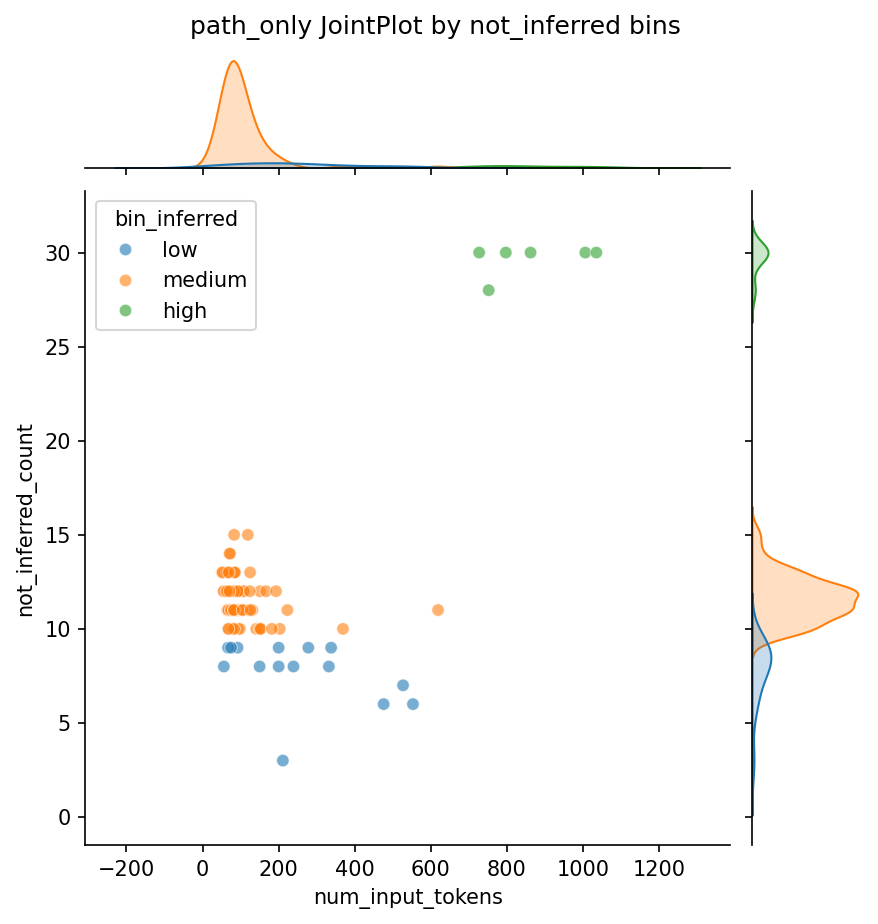 path_only JointPlot by not_inferred bins
bin_inferred
low
medium
high
30
25
20
15
10
5
0
not_inferred_count
−200 0 200 400 600 800 1000 1200
num_input_tokens